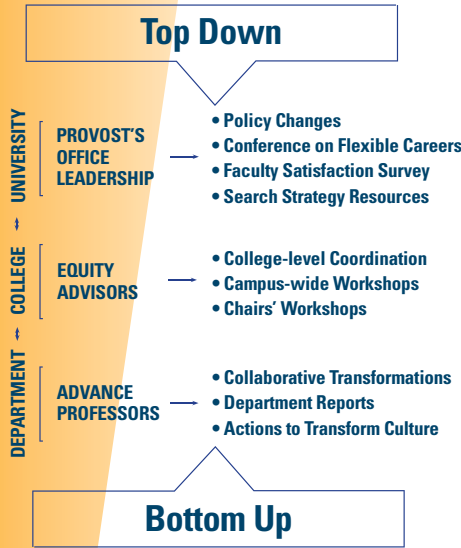 Top Down
UNIVERSITY
PROVOST'S
OFFICE
LEADERSHIP
• Policy Changes
• Conference on Flexible Careers
• Faculty Satisfaction Survey
• Search Strategy Resources
COLLEGE
EQUITY
ADVISORS
• College-level Coordination
• Campus-wide Workshops
• Chairs' Workshops
DEPARTMENT
ADVANCE
PROFESSORS
• Collaborative Transformations
• Department Reports
• Actions to Transform Culture
Bottom Up